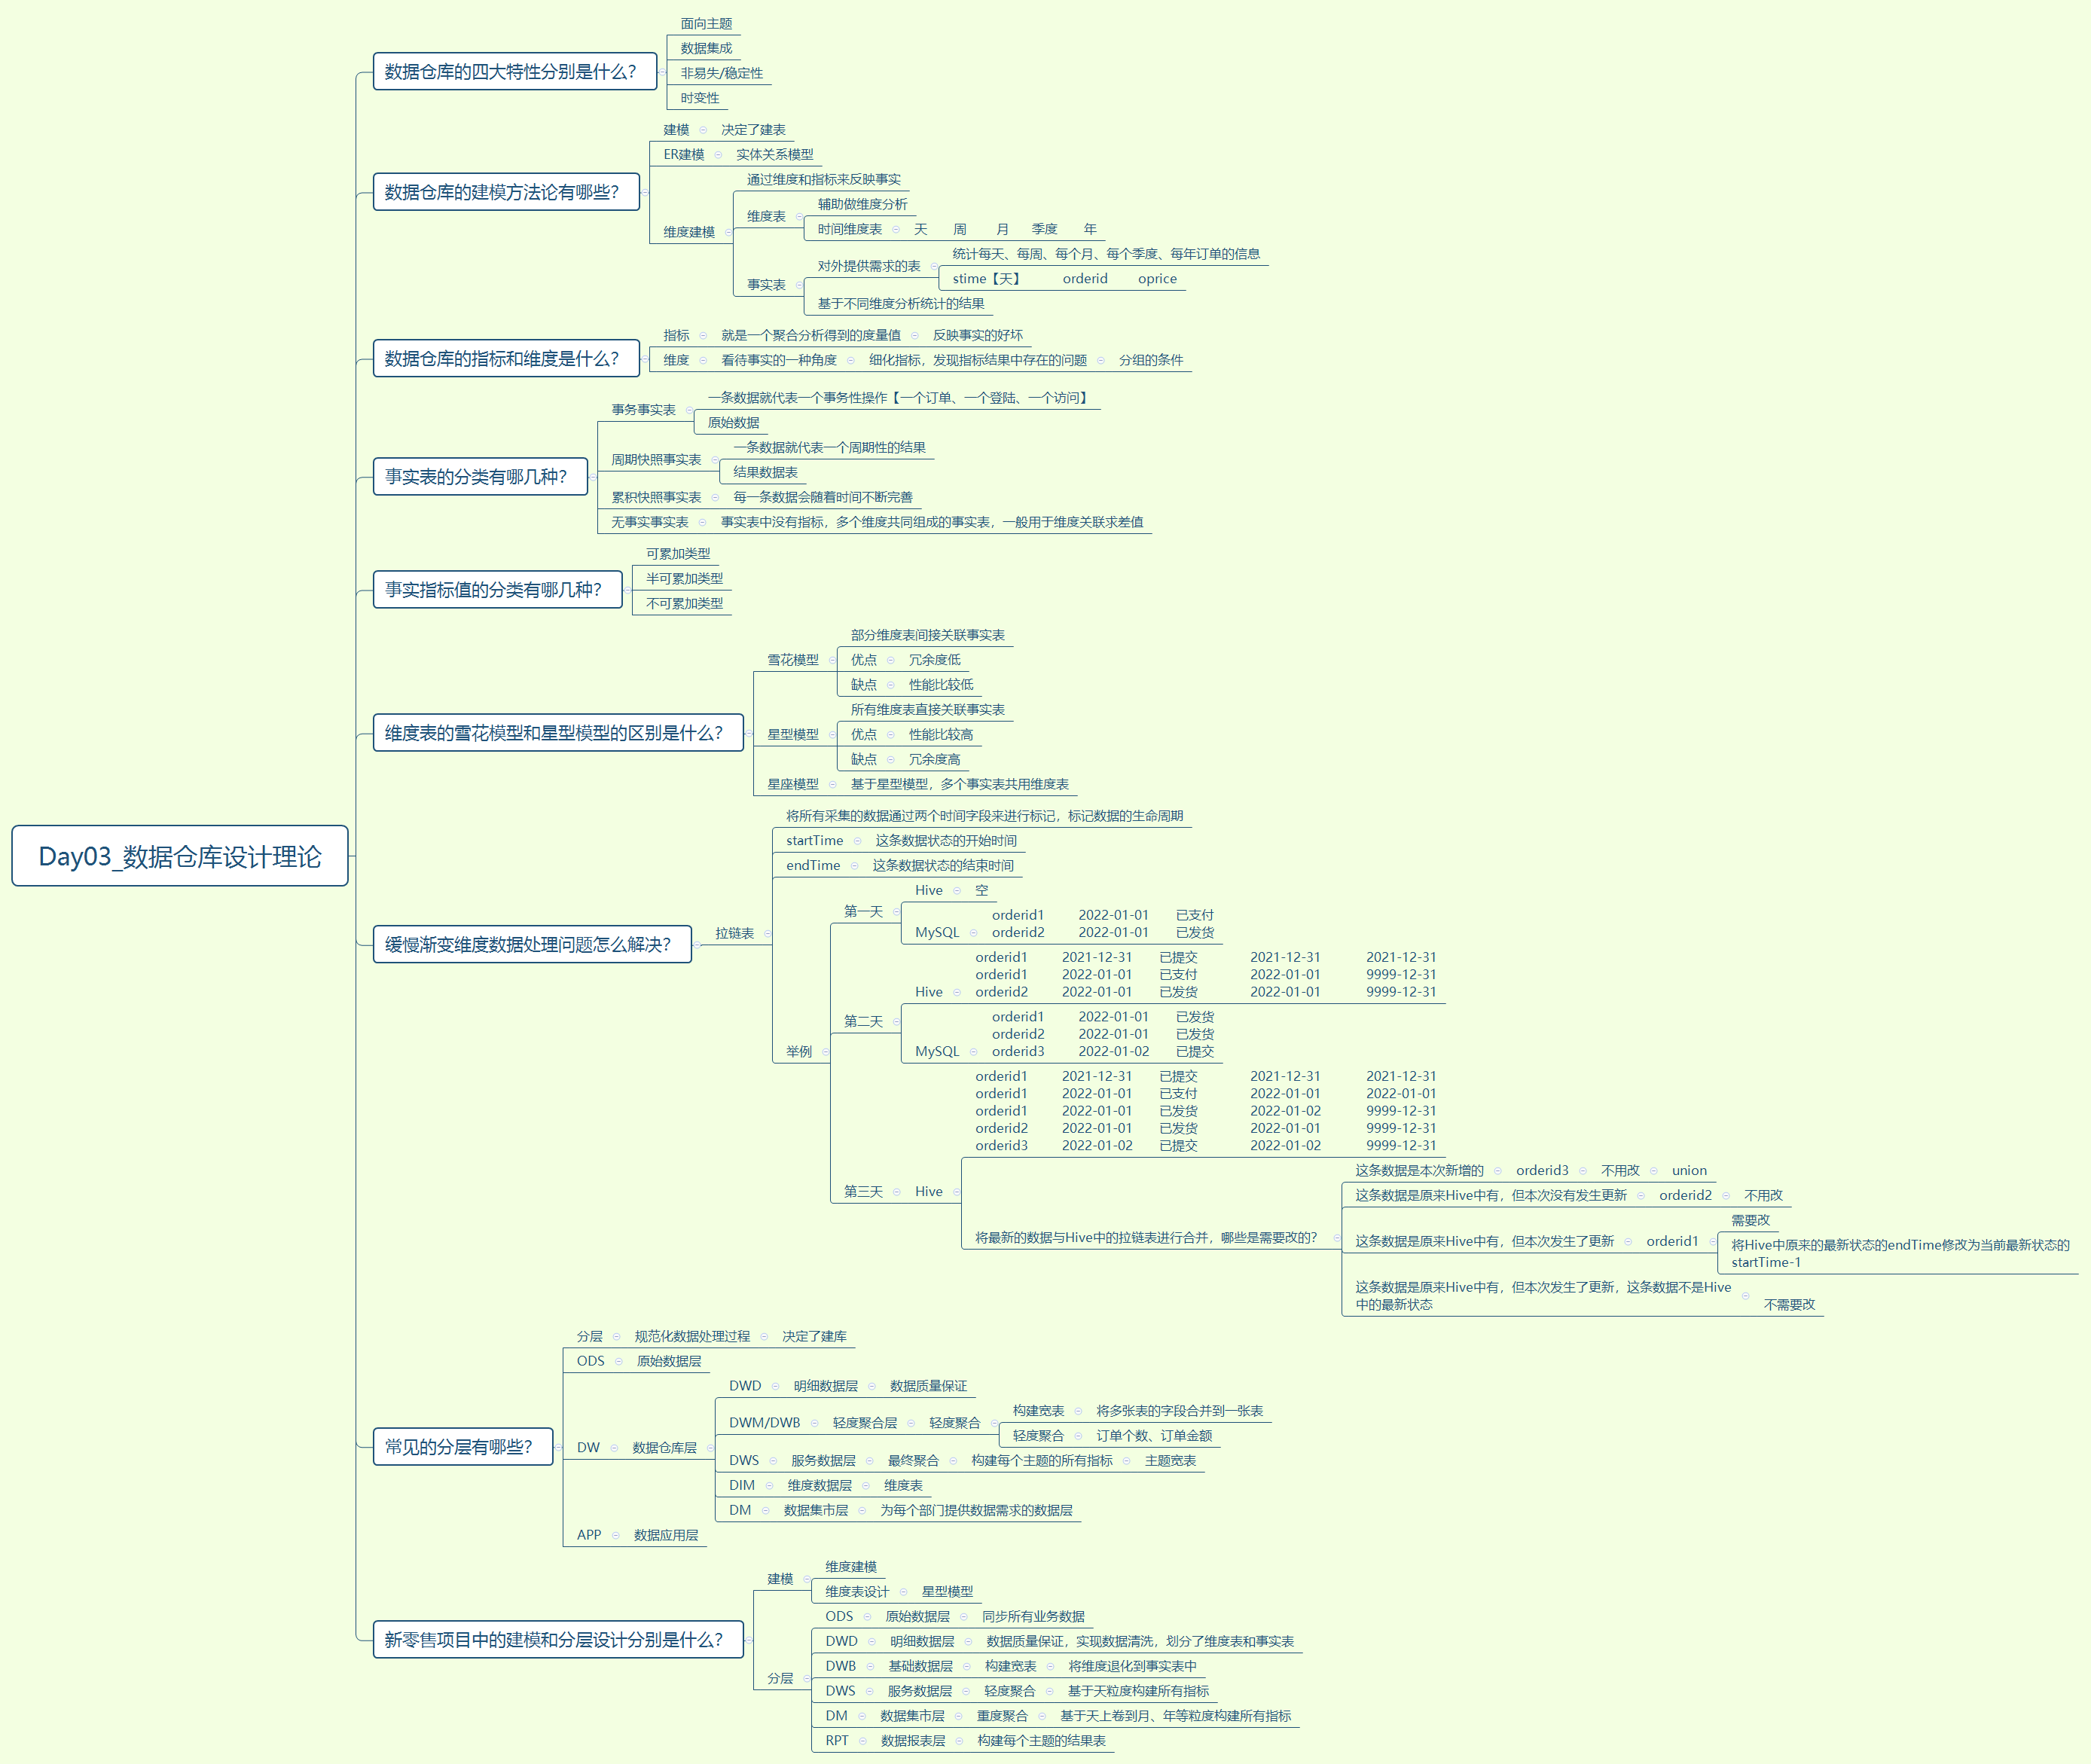 Day03_数据仓库设计理论
数据仓库的四大特性分别是什么？
面向主题
数据集成
非易失/稳定性
时变性
数据仓库的建模方法论有哪些？
建模 决定了建表
ER建模 实体关系模型
维度建模
通过维度和指标来反映事实
维度表
辅助做维度分析
时间维度表 天 周 月 季度 年
事实表
对外提供需求的表
统计每天、每周、每个月、每个季度、每年订单的信息
stime【天】 orderid oprice
基于不同维度分析统计的结果
数据仓库的指标和维度是什么？
指标 就是一个聚合分析得到的度量值 反映事实的好坏
维度 看待事实的一种角度 细化指标，发现指标结果中存在的问题 分组的条件
事实表的分类有哪几种？
事务事实表
一条数据就代表一个事务性操作【一个订单、一个登陆、一个访问】
原始数据
周期快照事实表
一条数据就代表一个周期性的结果
结果数据表
累积快照事实表 每一条数据会随着时间不断完善
无事实事实表 事实表中没有指标，多个维度共同组成的事实表，一般用于维度关联求差值
事实指标值的分类有哪几种？
可累加类型
半可累加类型
不可累加类型
维度表的雪花模型和星型模型的区别是什么？
雪花模型
部分维度表间接关联事实表
优点 冗余度低
缺点 性能比较低
星型模型
所有维度表直接关联事实表
优点 性能比较高
缺点 冗余度高
星座模型 基于星型模型，多个事实表共用维度表
缓慢渐变维度数据处理问题怎么解决？
拉链表
将所有采集的数据通过两个时间字段来进行标记，标记数据的生命周期
startTime 这条数据状态的开始时间
endTime 这条数据状态的结束时间
举例
第一天
Hive 空
MySQL
orderid1 2022-01-01 已支付
orderid2 2022-01-01 已发货
第二天
Hive
orderid1 2021-12-31 已提交 2021-12-31 2021-12-31
orderid1 2022-01-01 已支付 2022-01-01 9999-12-31
orderid2 2022-01-01 已发货 2022-01-01 9999-12-31
MySQL
orderid1 2022-01-01 已发货
orderid2 2022-01-01 已发货
orderid3 2022-01-02 已提交
第三天 Hive
orderid1 2021-12-31 已提交 2021-12-31 2021-12-31
orderid1 2022-01-01 已支付 2022-01-01 2022-01-01
orderid1 2022-01-01 已发货 2022-01-02 9999-12-31
orderid2 2022-01-01 已发货 2022-01-01 9999-12-31
orderid3 2022-01-02 已提交 2022-01-02 9999-12-31
将最新的数据与Hive中的拉链表进行合并，哪些是需要改的？
这条数据是本次新增的 orderid3 不用改 union
这条数据是原来Hive中有，但本次没有发生更新 orderid2 不用改
这条数据是原来Hive中有，但本次发生了更新 orderid1
需要改
将Hive中原来的最新状态的endTime修改为当前最新状态的
startTime-1
这条数据是原来Hive中有，但本次发生了更新，这条数据不是Hive
中的最新状态 不需要改
常见的分层有哪些？
分层 规范化数据处理过程 决定了建库
ODS 原始数据层
DW 数据仓库层
DWD 明细数据层 数据质量保证
DWM/DWB 轻度聚合层 轻度聚合
构建宽表 将多张表的字段合并到一张表
轻度聚合 订单个数、订单金额
DWS 服务数据层 最终聚合 构建每个主题的所有指标 主题宽表
DIM 维度数据层 维度表
DM 数据集市层 为每个部门提供数据需求的数据层
APP 数据应用层
新零售项目中的建模和分层设计分别是什么？
建模
维度建模
维度表设计 星型模型
分层
ODS 原始数据层 同步所有业务数据
DWD 明细数据层 数据质量保证，实现数据清洗，划分了维度表和事实表
DWB 基础数据层 构建宽表 将维度退化到事实表中
DWS 服务数据层 轻度聚合 基于天粒度构建所有指标
DM 数据集市层 重度聚合 基于天上卷到月、年等粒度构建所有指标
RPT 数据报表层 构建每个主题的结果表